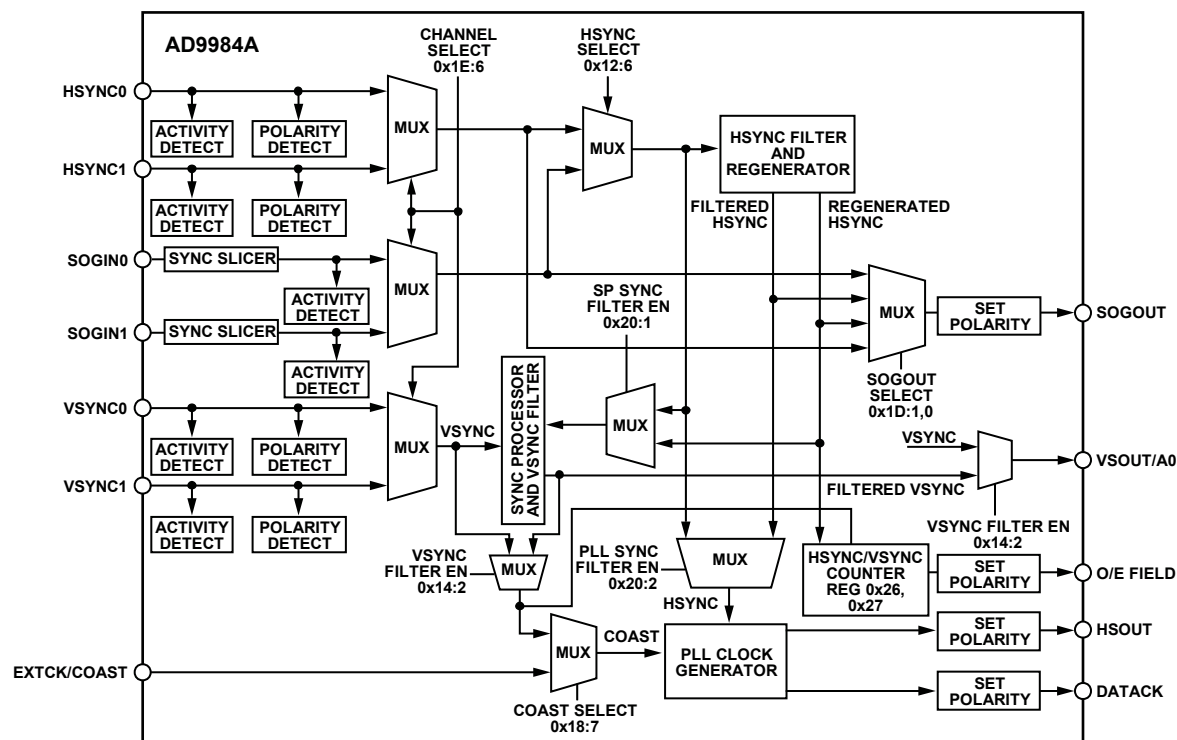 AD9984A
CHANNEL
SELECT
0x1E:6
HSYNC
SELECT
0x12:6
HSYNC0
ACTIVITY
DETECT
POLARITY
DETECT
MUX
MUX
HSYNC FILTER
AND
REGENERATOR
HSYNC1
ACTIVITY
DETECT
POLARITY
DETECT
FILTERED
HSYNC
REGENERATED
HSYNC
SOGIN0
SYNC SLICER
ACTIVITY
DETECT
MUX
SP SYNC
FILTER EN
0x20:1
MUX
SET
POLARITY
SOGOUT
SOGIN1
SYNC SLICER
ACTIVITY
DETECT
SOGOUT
SELECT
0x1D:1,0
VSYNC0
ACTIVITY
DETECT
POLARITY
DETECT
MUX
VSYNC
SYNC PROCESSOR
AND VSYNC FILTER
MUX
VSYNC
VSOUT/A0
FILTERED VSYNC
VSYNC1
ACTIVITY
DETECT
POLARITY
DETECT
VSYNC FILTER EN
0x14:2
VSYNC
FILTER EN
0x14:2
MUX
PLL SYNC
FILTER EN
0x20:2
MUX
HSYNC
HSYNC/VSYNC
COUNTER
REG 0x26,
0x27
SET
POLARITY
O/E FIELD
EXTCK/COAST
MUX
COAST
PLL CLOCK
GENERATOR
SET
POLARITY
HSOUT
SET
POLARITY
DATACK
COAST SELECT
0x18:7